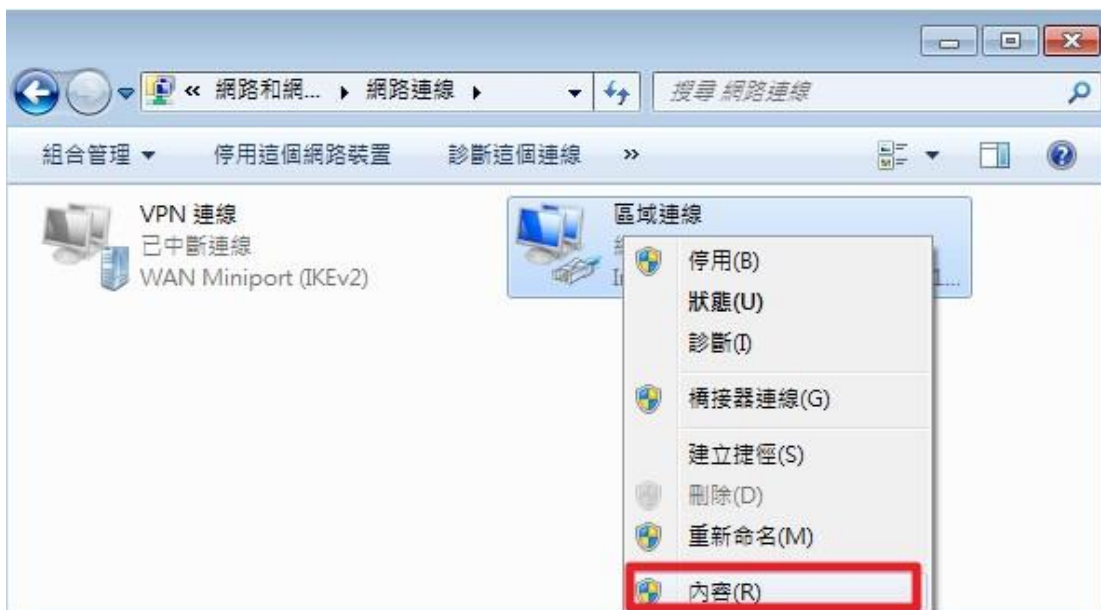 « 網路和網... ▸ 網路連線 ▸
搜尋 網路連線
組合管理 ▼ 停用這個網路裝置 診斷這個連線 »
VPN 連線
已中斷連線
WAN Miniport (IKEv2)
區域連線
1...
停用(B)
狀態(U)
診斷(I)
橋接器連線(G)
建立捷徑(S)
刪除(D)
重新命名(M)
內容(R)